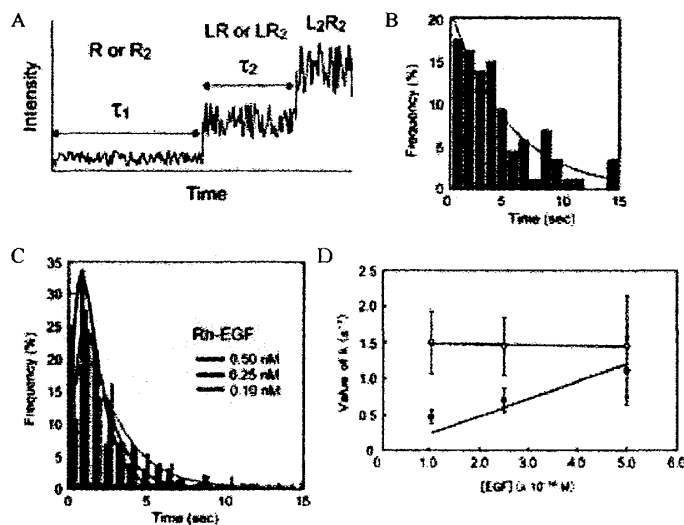 A
R or R₂
LR or LR₂
L₂R₂
τ₁
τ₂
Intensity
Time
B
Frequency (%)
20
15
10
5
0
0
5
10
15
Time (sec)
C
Frequency (%)
35
30
25
20
15
10
5
0
Rh-EGF
0.50 nM
0.25 nM
0.10 nM
0
5
10
15
Time (sec)
D
Value of k (s⁻¹)
2.5
2.0
1.5
1.0
0.5
0
0
1.0
2.0
3.0
4.0
5.0
6.0